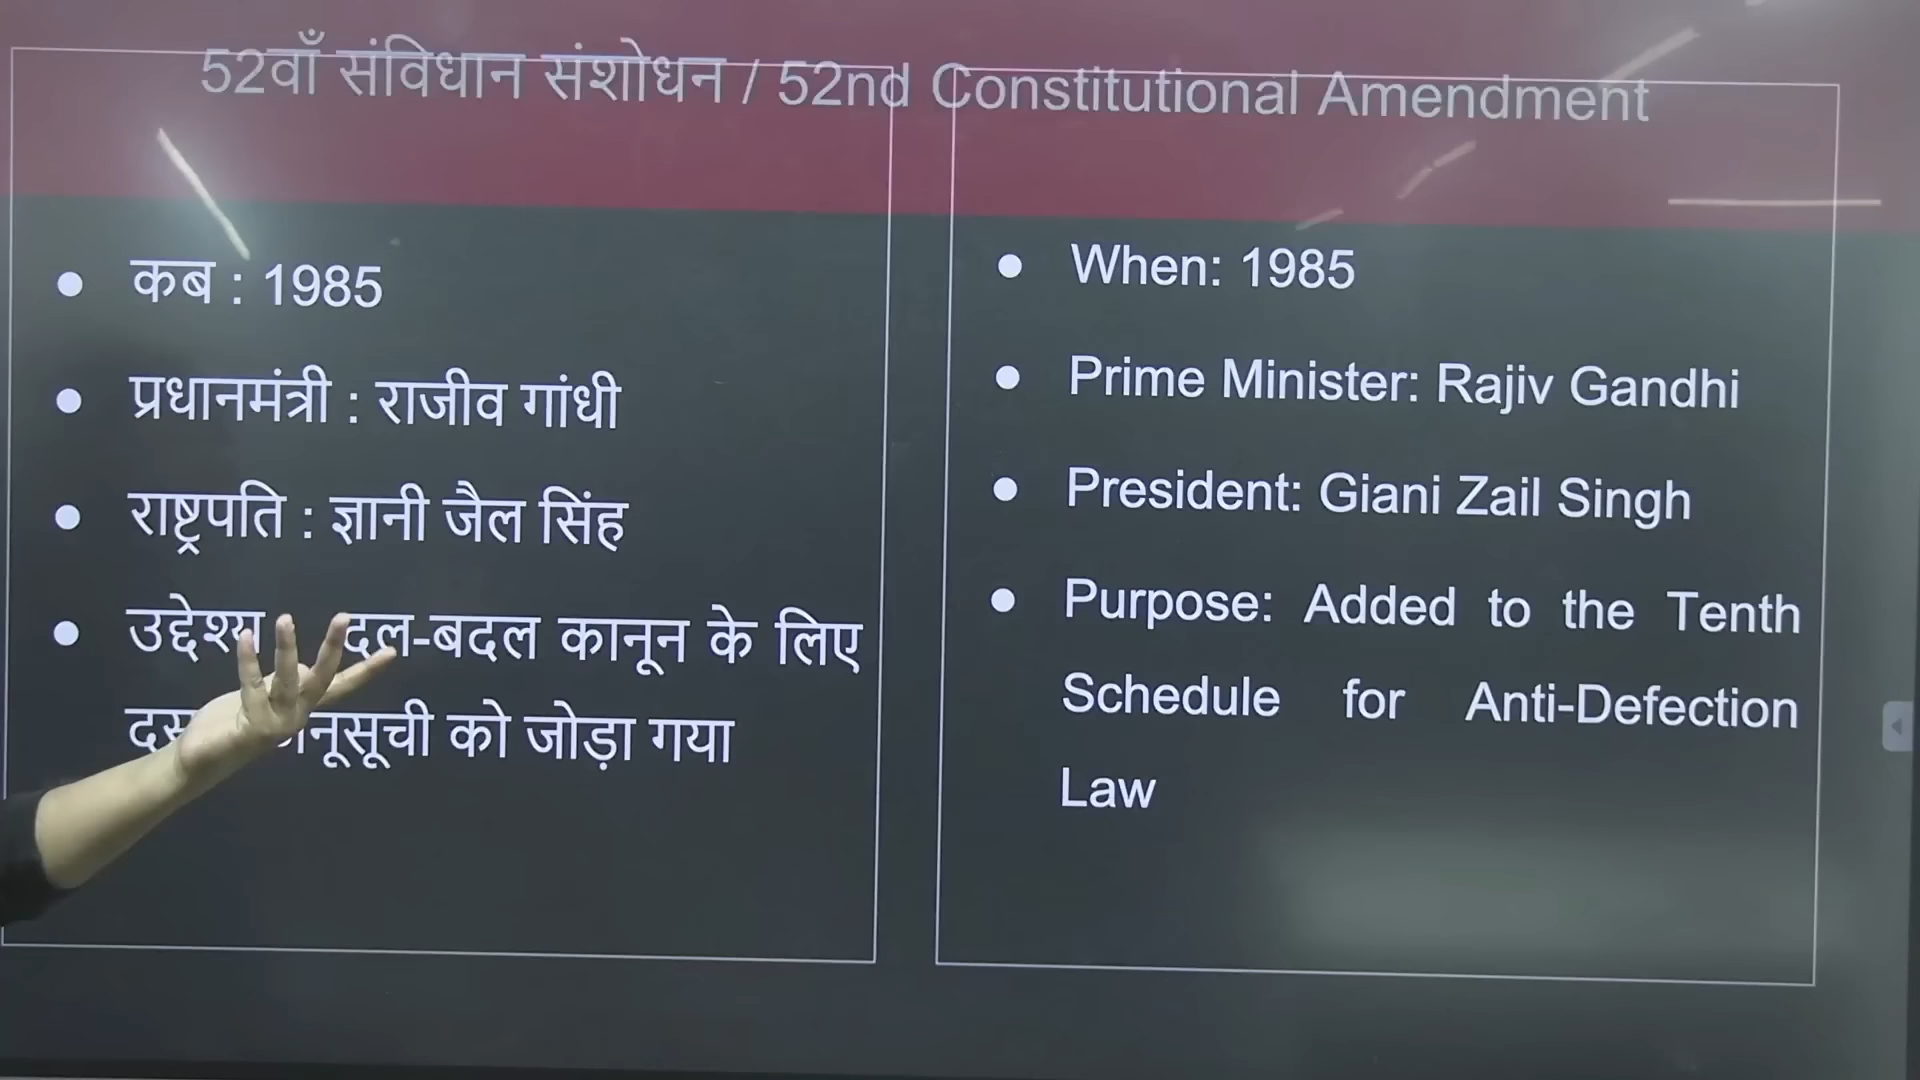 52वाँ संविधान संशोधन / 52nd Constitutional Amendment
कब : 1985
प्रधानमंत्री : राजीव गांधी
राष्ट्रपति : ज्ञानी जैल सिंह
उद्देश्य दल-बदल कानून के लिए
को जोड़ा गया
When: 1985
Prime Minister: Rajiv Gandhi
President: Giani Zail Singh
Purpose: Added to the Tenth
Schedule for Anti-Defection
Law